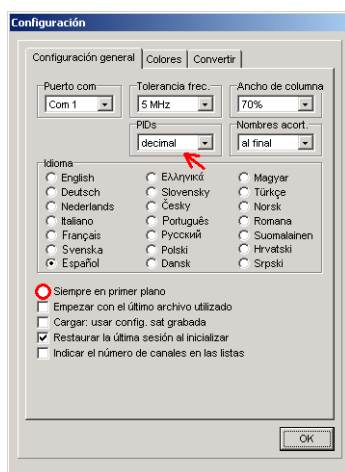 Configuración
Configuración general Colores Convertir
Puerto com Tolerancia frec. Ancho de columna
Com 1 5 MHz 70%
PIDs Nombres acort.
decimal al final
Idioma
English Ελληνικά Magyar
Deutsch Slovensky Türkçe
Nederlands Česky Norsk
Italiano Português Romana
Français Русский Suomalainen
Svenska Polski Hrvatski
Español Dansk Srpski
Siempre en primer plano
Empezar con el último archivo utilizado
Cargar: usar config. sat grabada
Restaurar la última sesión al inicializar
Indicar el número de canales en las listas
OK